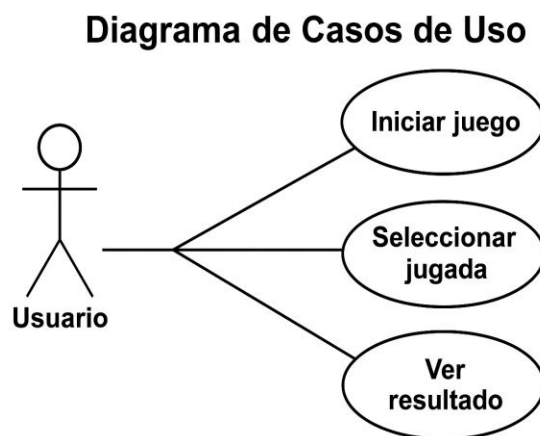 Diagrama de Casos de Uso
Iniciar juego
Seleccionar
jugada
Usuario
Ver
resultado